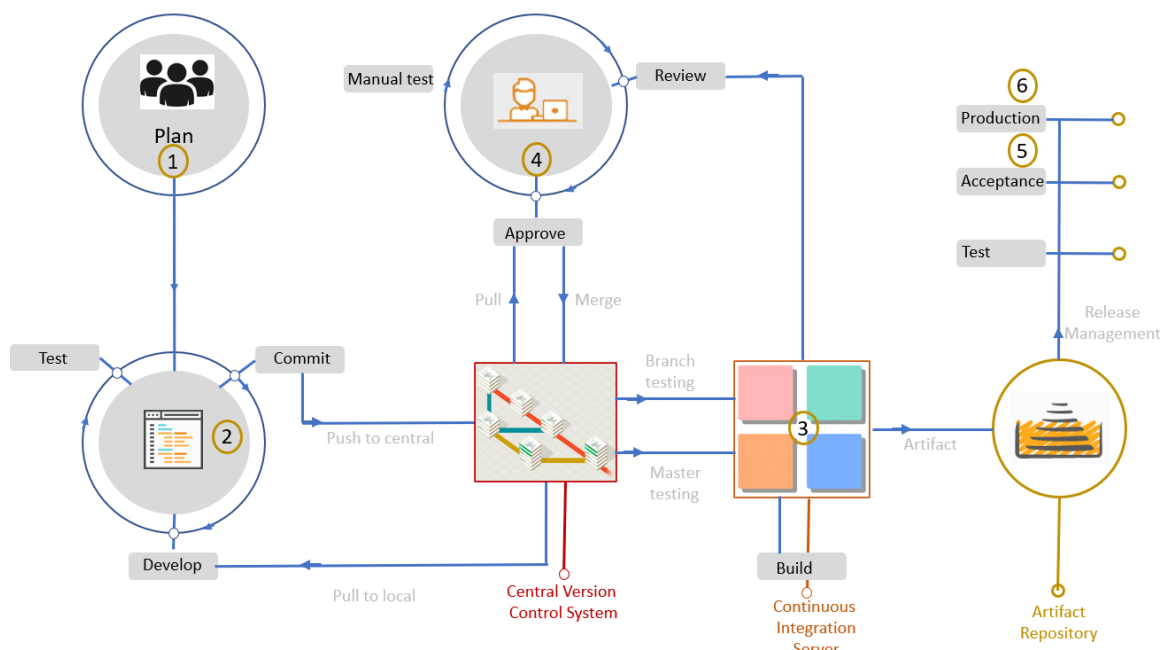 Plan
1
Manual test
Review
4
Approve
Pull
Merge
6
Production
5
Acceptance
Test
Release
Management
Test
Commit
2
Push to central
Develop
Pull to local
Branch
testing
Master
testing
3
Artifact
Build
Central Version
Control System
Continuous
Integration
Server
Artifact
Repository